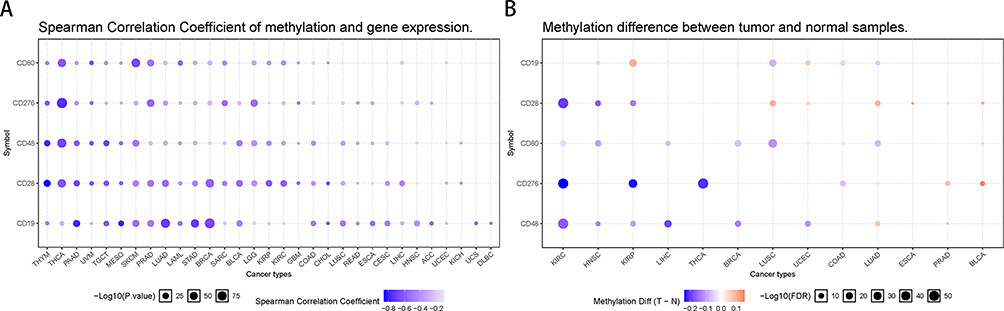 A
Spearman Correlation Coefficient of methylation and gene expression.
Symbol
CD80
CD276
CD48
CD28
CD19
THYM THCA PAAD UVM TGCT MESO SKCM PRAD LUAD LAML STAD BRCA SARC BLCA LGG KIRP KIRC GBM COAD CHOL LUSC READ ESCA CESC LIHC HNSC ACC UCEC KICH UCS DLBC
Cancer types
−Log10(P.value) 25 50 75
Spearman Correlation Coefficient
−0.8 −0.6 −0.4 −0.2
B
Methylation difference between tumor and normal samples.
Symbol
CD19
CD28
CD80
CD276
CD48
KIRC HNSC KIRP LIHC THCA BRCA LUSC UCEC COAD LUAD ESCA PRAD BLCA
Cancer types
Methylation Diff (T − N)
−0.2 −0.1 0.0 0.1
−Log10(FDR) 10 20 30 40 50